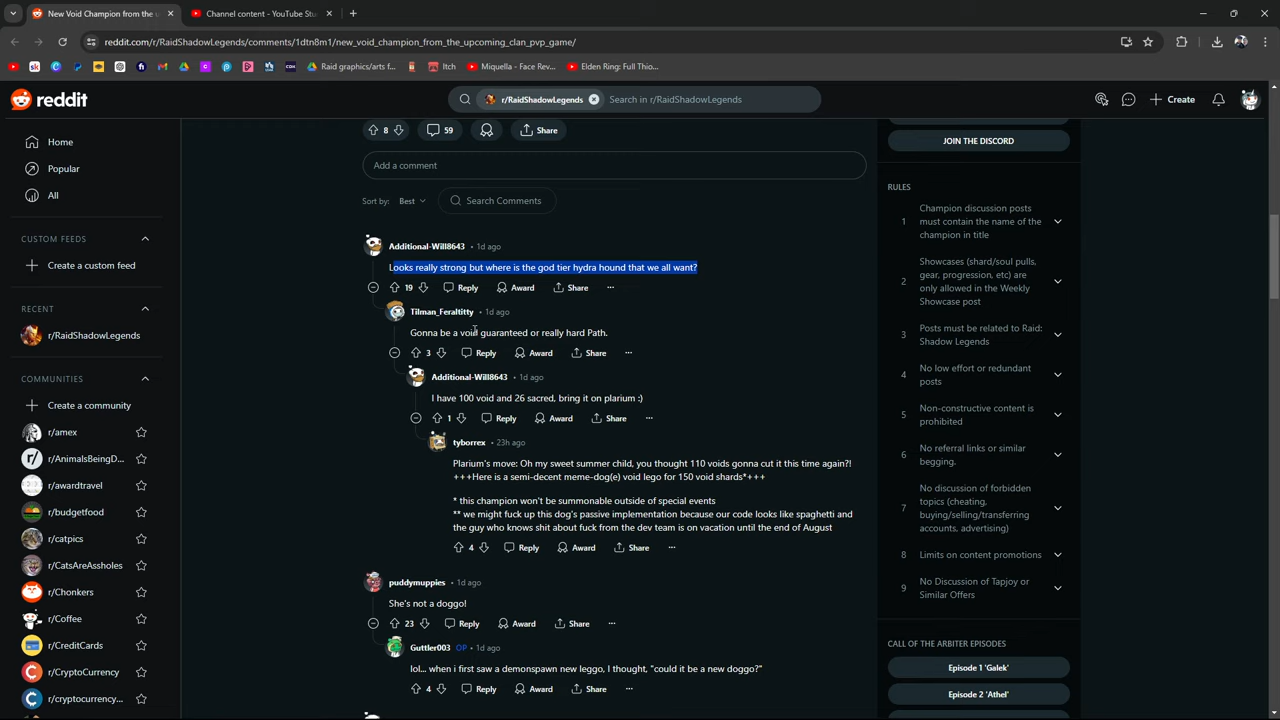 New Void Champion from the u
Channel content - YouTube Stu
reddit.com/r/RaidShadowLegends/comments/1dtn8m1/new_void_champion_from_the_upcoming_clan_pvp_game/
Raid graphics/arts f...
Itch
Miquella - Face Rev...
Elden Ring: Full Thio...
reddit
r/RaidShadowLegends
Search in r/RaidShadowLegends
Create
Home
Popular
All
CUSTOM FEEDS
Create a custom feed
RECENT
r/RaidShadowLegends
COMMUNITIES
Create a community
r/amex
r/AnimalsBeingD...
r/awardtravel
r/budgetfood
r/catpics
r/CatsAreAssholes
r/Chonkers
r/Coffee
r/CreditCards
r/CryptoCurrency
r/cryptocurrency...
8
59
Share
Add a comment
Sort by:
Best
Search Comments
Additional-Will8643 • 1d ago
Looks really strong but where is the god tier hydra hound that we all want?
19
Reply
Award
Share
Tilman_Feraltitty • 1d ago
Gonna be a void guaranteed or really hard Path.
3
Reply
Award
Share
Additional-Will8643 • 1d ago
I have 100 void and 26 sacred, bring it on plarium :)
1
Reply
Award
Share
tyborrex • 23h ago
Plarium's move: Oh my sweet summer child, you thought 110 voids gonna cut it this time again?!
+++Here is a semi-decent meme-dog(e) void lego for 150 void shards*+++
* this champion won't be summonable outside of special events
** we might fuck up this dog's passive implementation because our code looks like spaghetti and
the guy who knows shit about fuck from the dev team is on vacation until the end of August
4
Reply
Award
Share
puddymuppies • 1d ago
She's not a doggo!
23
Reply
Award
Share
Guttler003 OP • 1d ago
lol... when i first saw a demonspawn new leggo, I thought, "could it be a new doggo?"
4
Reply
Award
Share
JOIN THE DISCORD
RULES
1
Champion discussion posts
must contain the name of the
champion in title
2
Showcases (shard/soul pulls,
gear, progression, etc) are
only allowed in the Weekly
Showcase post
3
Posts must be related to Raid:
Shadow Legends
4
No low effort or redundant
posts
5
Non-constructive content is
prohibited
6
No referral links or similar
begging.
7
No discussion of forbidden
topics (cheating,
buying/selling/transferring
accounts, advertising)
8
Limits on content promotions
9
No Discussion of Tapjoy or
Similar Offers
CALL OF THE ARBITER EPISODES
Episode 1 'Galek'
Episode 2 'Athel'